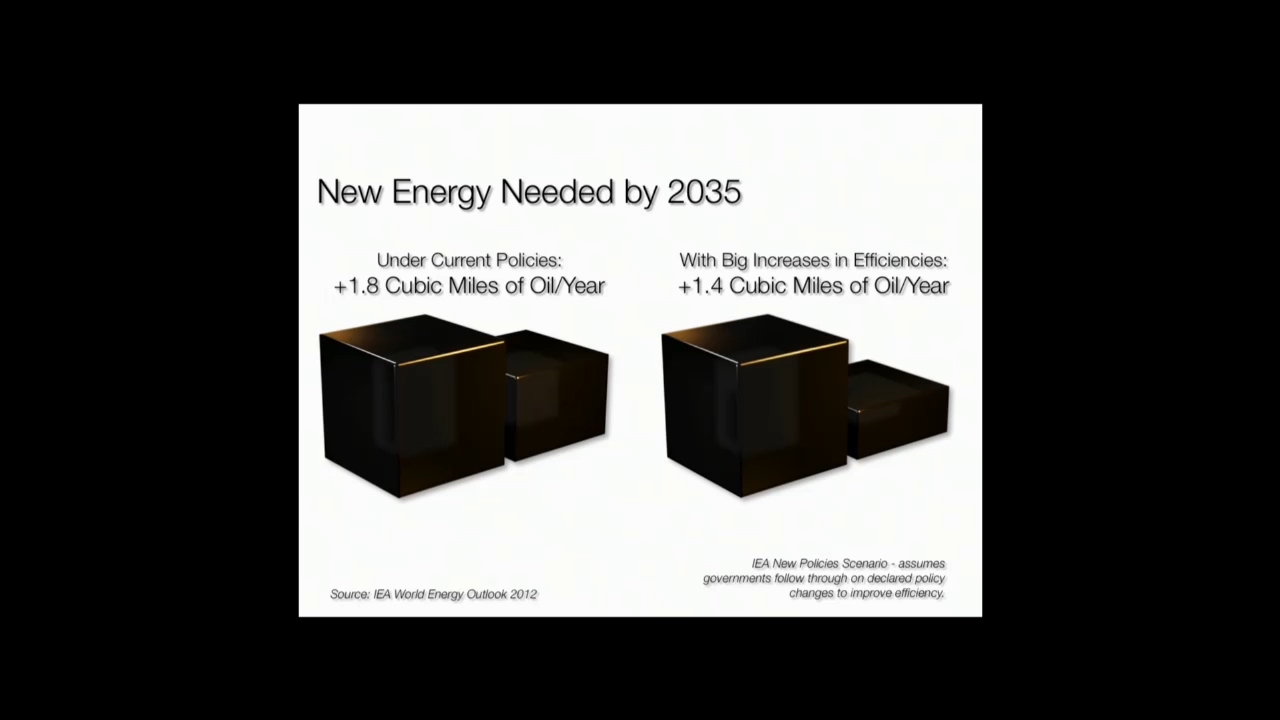 New Energy Needed by 2035
Under Current Policies:
+1.8 Cubic Miles of Oil/Year
With Big Increases in Efficiencies:
+1.4 Cubic Miles of Oil/Year
Source: IEA World Energy Outlook 2012
IEA New Policies Scenario - assumes
governments follow through on declared policy
changes to improve efficiency.